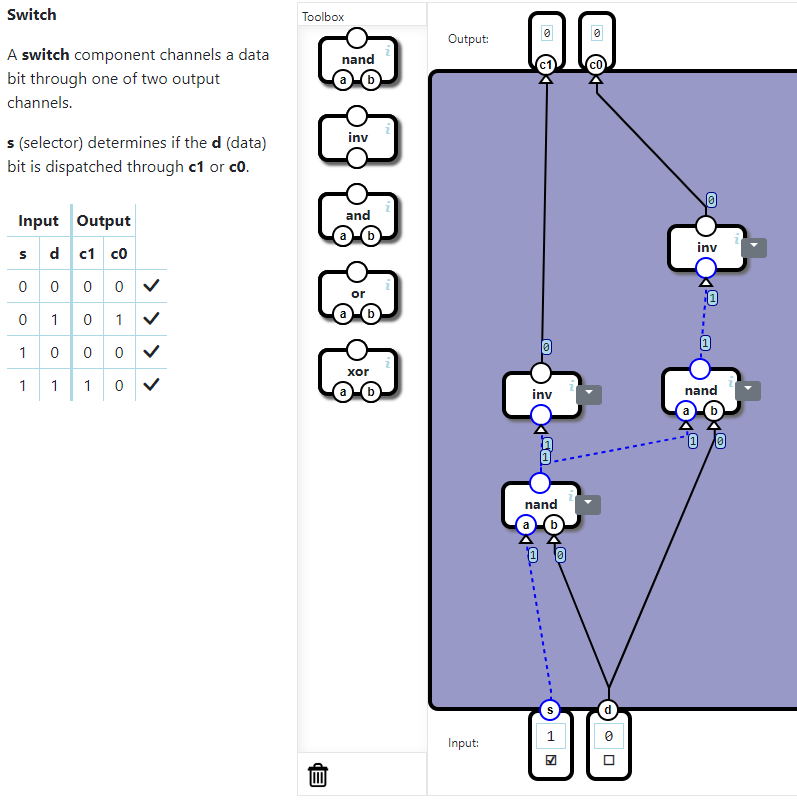 Switch
A switch component channels a data
bit through one of two output
channels.
s (selector) determines if the d (data)
bit is dispatched through c1 or c0.
Input Output
s d c1 c0
0 0 0 0
0 1 0 1
1 0 0 0
1 1 1 0
Toolbox
nand i
a b
inv i
and i
a b
or i
a b
xor i
a b
Output:
0 0
c1 c0
0
inv i
1
1
0
inv i
nand i
a b
1 0
1
1
nand i
a b
1 0
s d
Input:
1 0